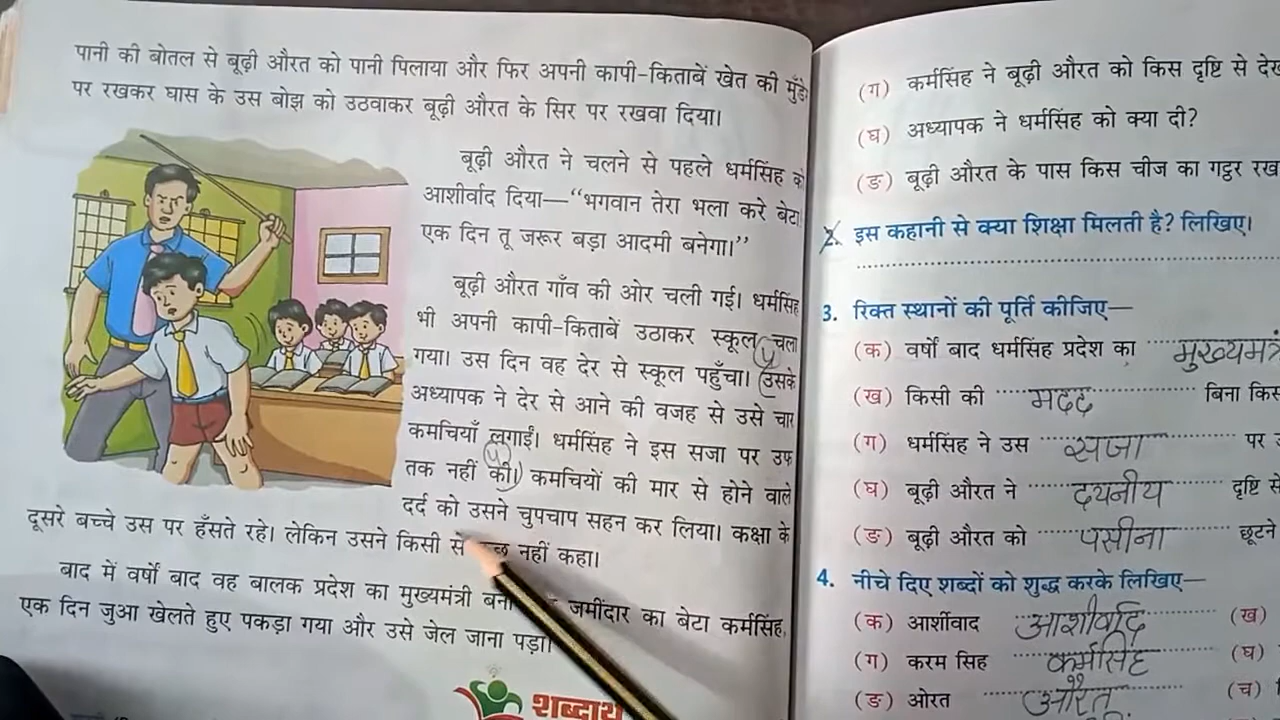 पानी की बोतल से बूढ़ी औरत को पानी पिलाया और फिर अपनी कापी-किताबें खेत की मुँडेर
पर रखकर घास के उस बोझ को उठवाकर बूढ़ी औरत के सिर पर रखवा दिया।
बूढ़ी औरत ने चलने से पहले धर्मसिंह को
आशीर्वाद दिया—“भगवान तेरा भला करे बेटा
एक दिन तू जरूर बड़ा आदमी बनेगा।”
बूढ़ी औरत गाँव की ओर चली गई। धर्मसिंह
भी अपनी कापी-किताबें उठाकर स्कूल चला
गया। उस दिन वह देर से स्कूल पहुँचा। उसके
अध्यापक ने देर से आने की वजह से उसे चार
कमचियाँ लगाईं। धर्मसिंह ने इस सजा पर उफ
तक नहीं की। कमचियों की मार से होने वाले
दर्द को उसने चुपचाप सहन कर लिया। कक्षा के
दूसरे बच्चे उस पर हँसते रहे। लेकिन उसने किसी से नहीं कहा।
बाद में वर्षों बाद वह बालक प्रदेश का मुख्यमंत्री जमींदार का बेटा कर्मसिंह,
एक दिन जुआ खेलते हुए पकड़ा गया और उसे जेल जाना पड़ा।
शब्दार्थ
(ग) कर्मसिंह ने बूढ़ी औरत को किस दृष्टि से
(घ) अध्यापक ने धर्मसिंह को क्या दी?
(ङ) बूढ़ी औरत के पास किस चीज का गट्ठर
2. इस कहानी से क्या शिक्षा मिलती है? लिखिए।
3. रिक्त स्थानों की पूर्ति कीजिए—
(क) वर्षों बाद धर्मसिंह प्रदेश का
(ख) किसी की मदद बिना
(ग) धर्मसिंह ने उस सजा पर
(घ) बूढ़ी औरत ने दयनीय दृष्टि से
(ङ) बूढ़ी औरत को पसीना छूटने
4. नीचे दिए शब्दों को शुद्ध करके लिखिए—
(क) आर्शीवाद आशीर्वाद (ख)
(ग) करम सिह कर्मसिंह (घ)
(ङ) ओरत औरत (च)